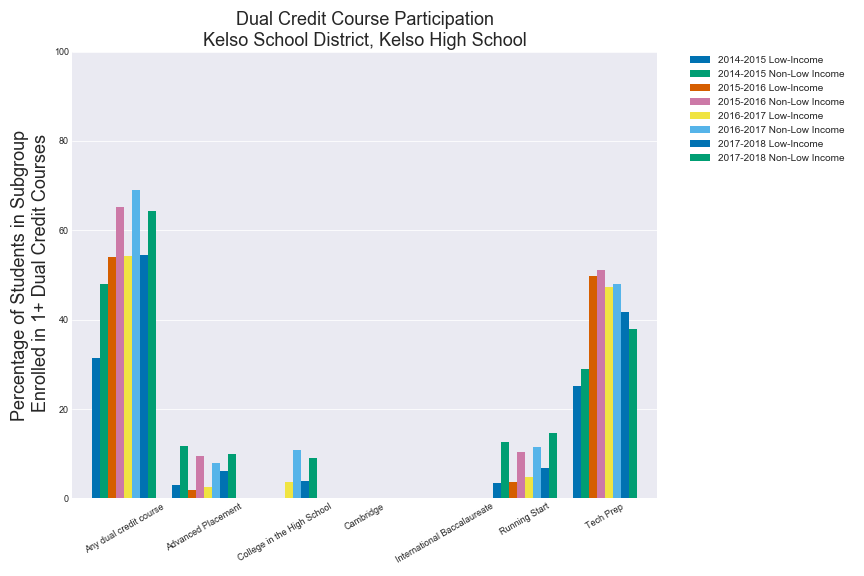 Dual Credit Course Participation
Kelso School District, Kelso High School
Percentage of Students in Subgroup
Enrolled in 1+ Dual Credit Courses
100
80
60
40
20
0
Any dual credit course
Advanced Placement
College in the High School
Cambridge
International Baccalaureate
Running Start
Tech Prep
2014-2015 Low-Income
2014-2015 Non-Low Income
2015-2016 Low-Income
2015-2016 Non-Low Income
2016-2017 Low-Income
2016-2017 Non-Low Income
2017-2018 Low-Income
2017-2018 Non-Low Income